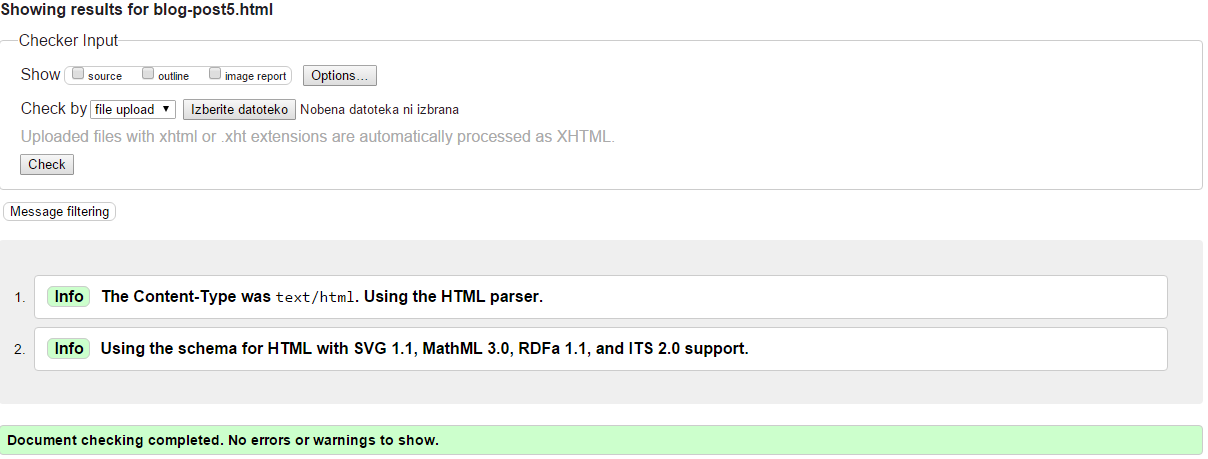 Showing results for blog-post5.html
Checker Input
Show source outline image report Options...
Check by file upload Izberite datoteko Nobena datoteka ni izbrana
Uploaded files with xhtml or .xht extensions are automatically processed as XHTML.
Check
Message filtering
1. Info The Content-Type was text/html. Using the HTML parser.
2. Info Using the schema for HTML with SVG 1.1, MathML 3.0, RDFa 1.1, and ITS 2.0 support.
Document checking completed. No errors or warnings to show.